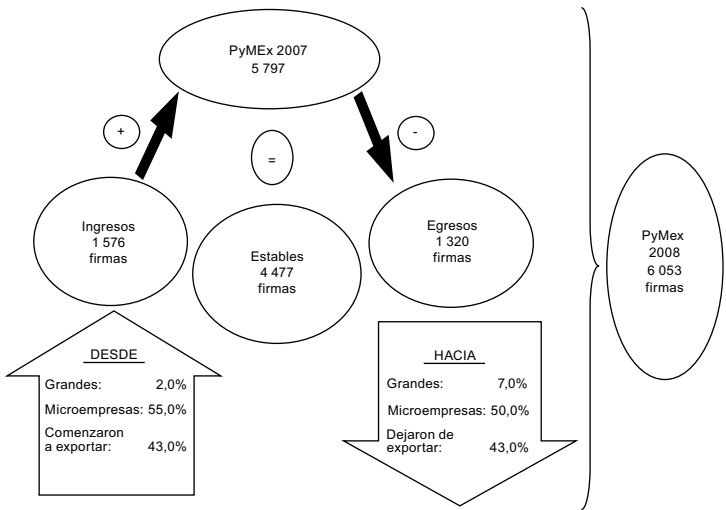 PyMEx 2007
5 797
+
-
=
Ingresos
1 576
firmas
Estables
4 477
firmas
Egresos
1 320
firmas
PyMex
2008
6 053
firmas
DESDE
Grandes: 2,0%
Microempresas: 55,0%
Comenzaron
a exportar: 43,0%
HACIA
Grandes: 7,0%
Microempresas: 50,0%
Dejaron de
exportar: 43,0%